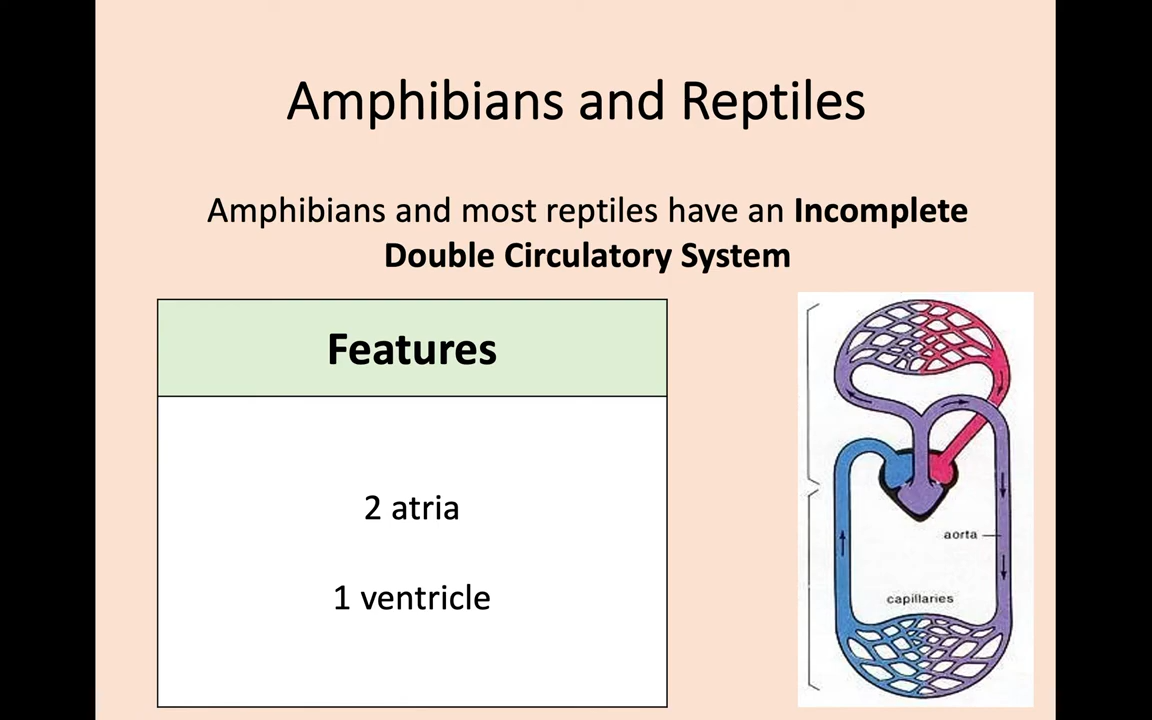 Amphibians and Reptiles
Amphibians and most reptiles have an Incomplete
Double Circulatory System
Features
2 atria
1 ventricle
aorta
capillaries